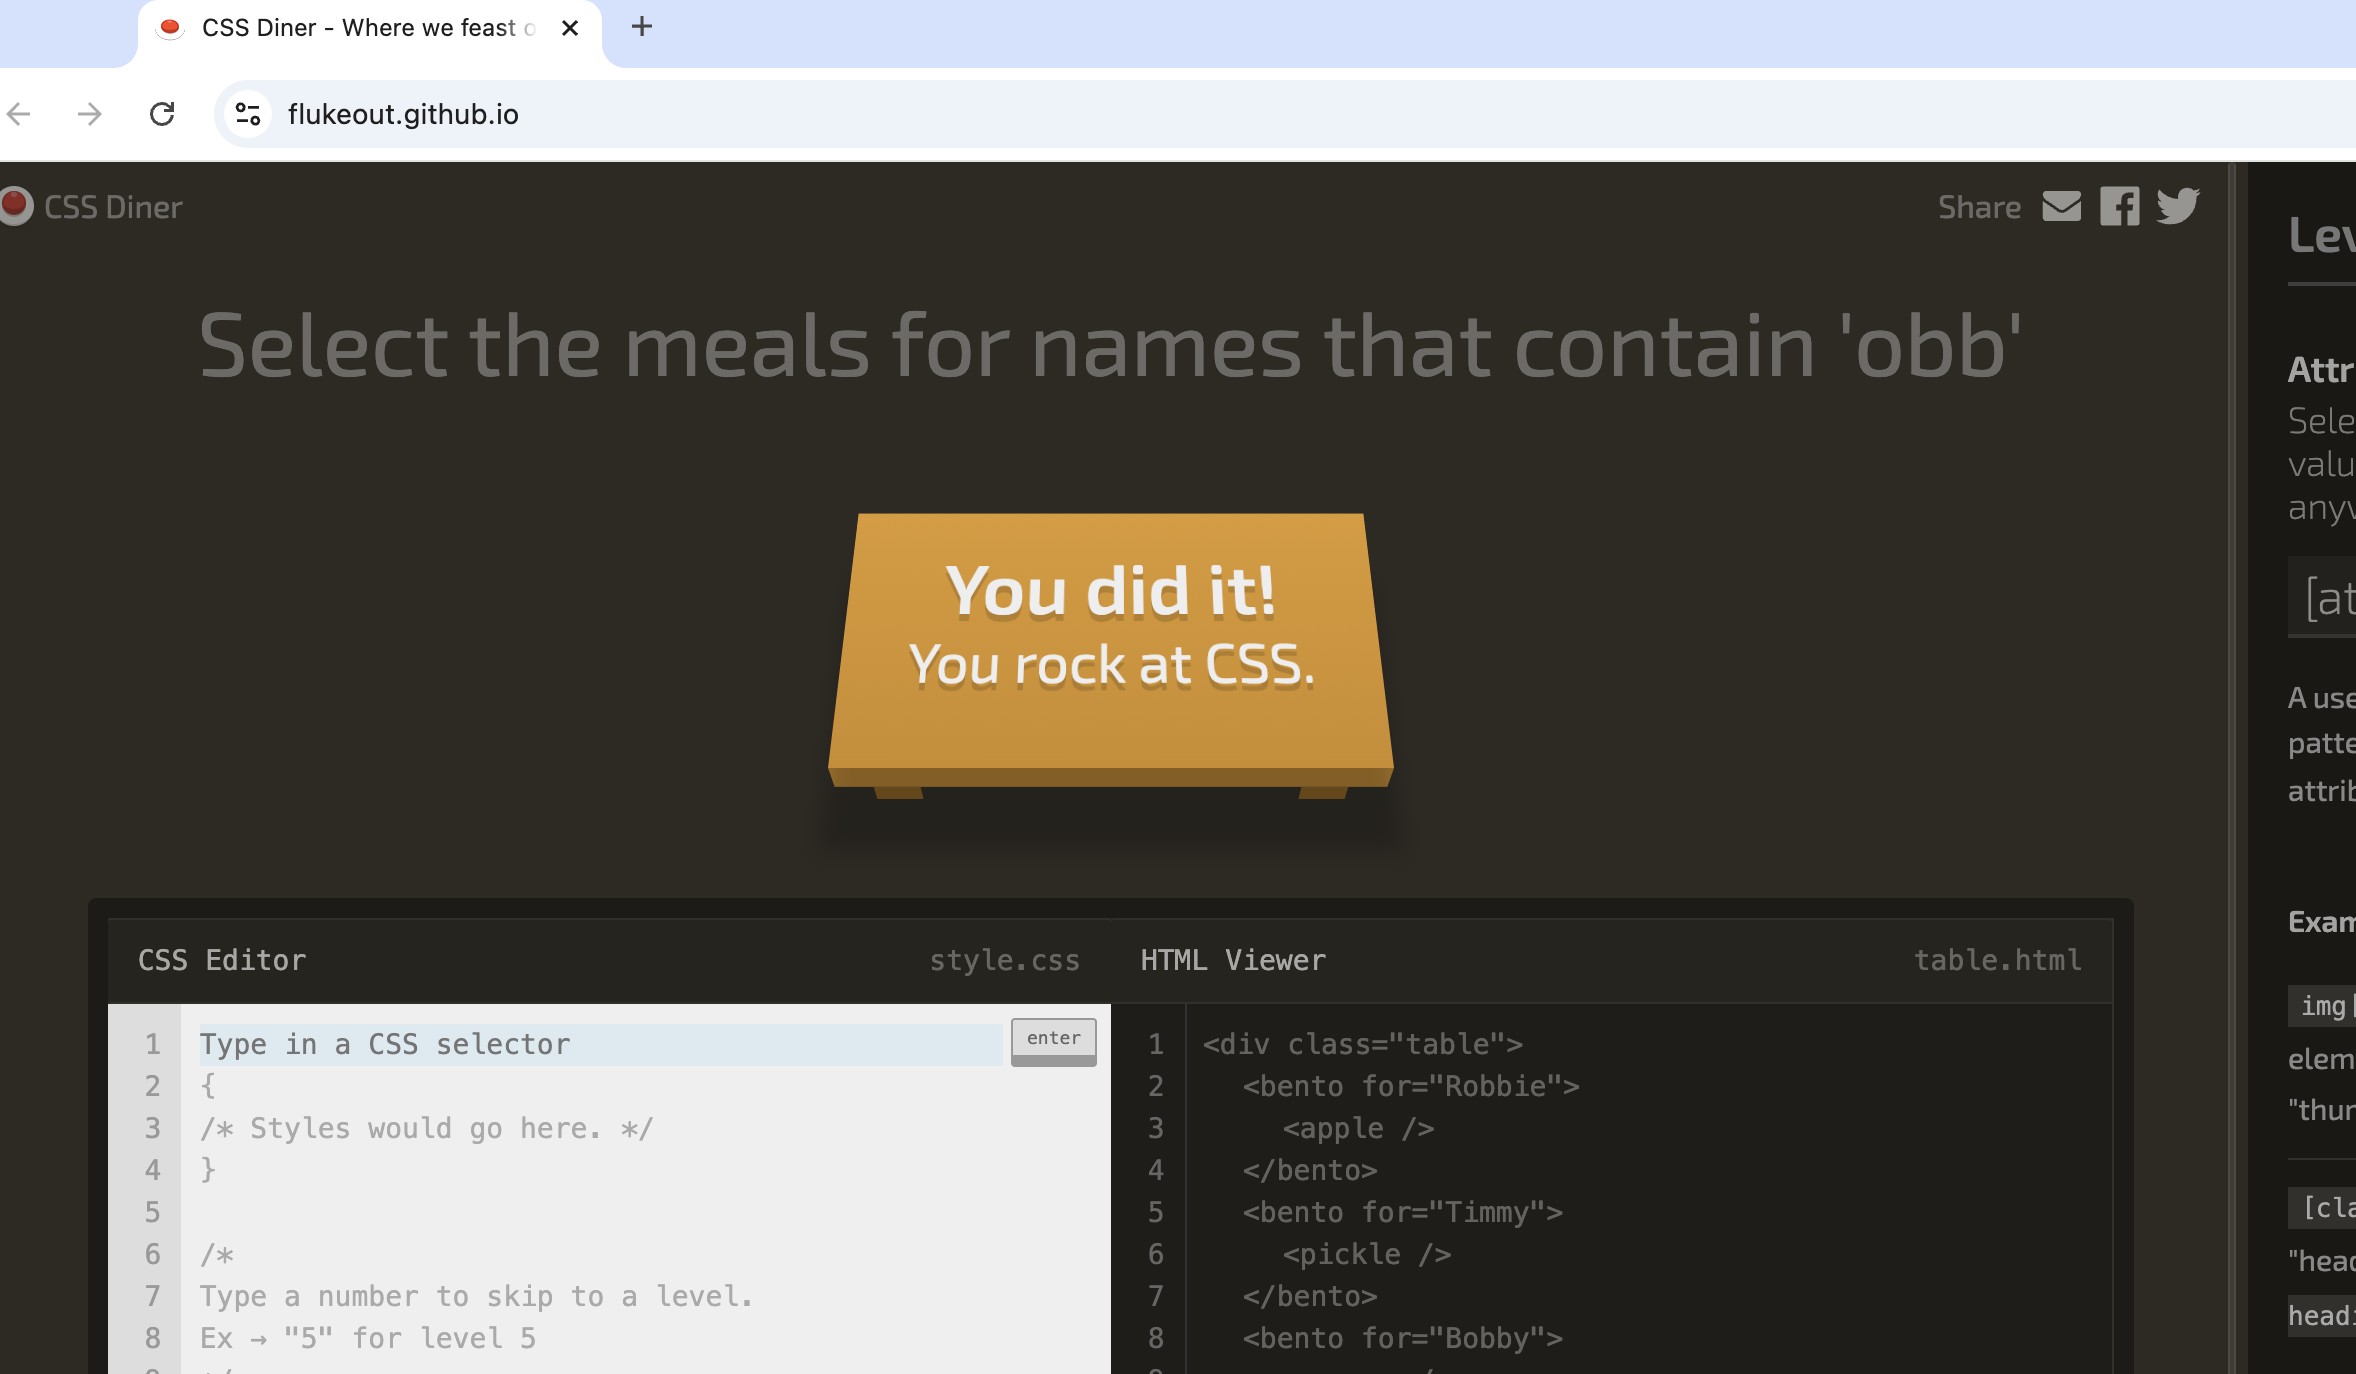 CSS Diner - Where we feast
flukeout.github.io
CSS Diner
Share
Select the meals for names that contain 'obb'
You did it!
You rock at CSS.
CSS Editor
style.css
1 Type in a CSS selector
enter
2 {
3 /* Styles would go here. */
4 }
5
6 /*
7 Type a number to skip to a level.
8 Ex → "5" for level 5
HTML Viewer
table.html
1 <div class="table">
2 <bento for="Robbie">
3 <apple />
4 </bento>
5 <bento for="Timmy">
6 <pickle />
7 </bento>
8 <bento for="Bobby">
Lev
Attr
Sele
valu
[at
A use
patte
attrib
Exam
img
elem
"thun
[cla
"head
headi